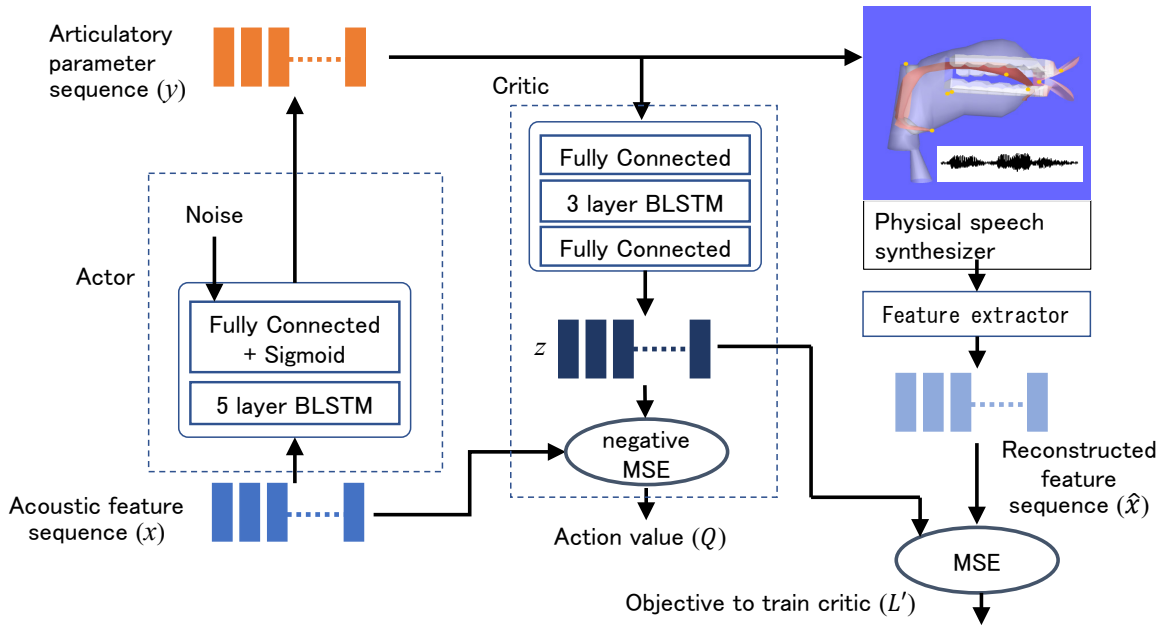 Articulatory
parameter
sequence (y)
Critic
Fully Connected
3 layer BLSTM
Fully Connected
Physical speech
synthesizer
Feature extractor
Noise
Actor
Fully Connected
+ Sigmoid
5 layer BLSTM
z
negative
MSE
Reconstructed
feature
sequence (x̂)
Acoustic feature
sequence (x)
Action value (Q)
MSE
Objective to train critic (L′)